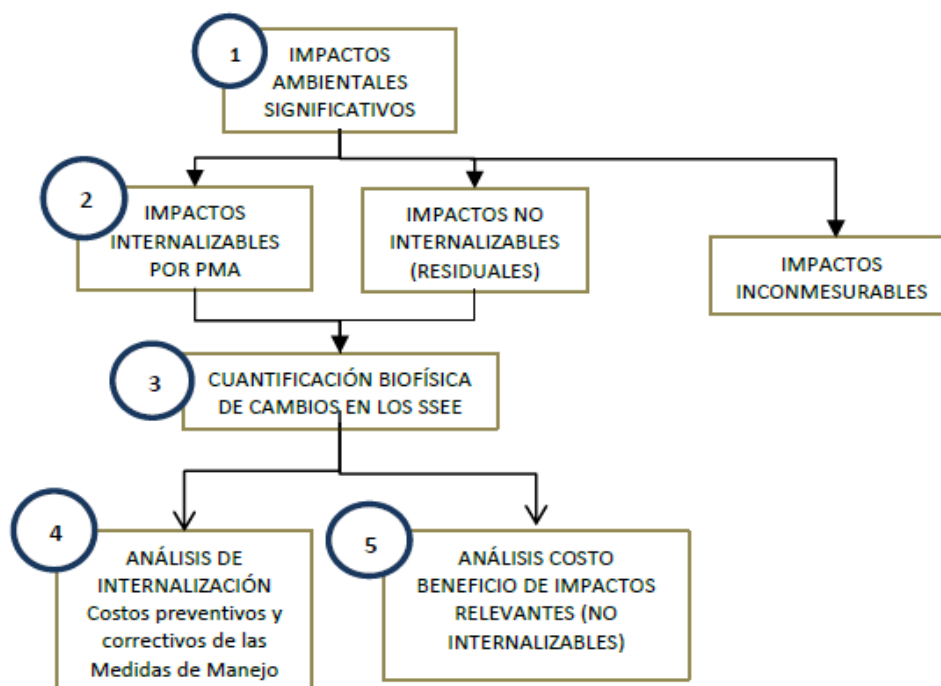 1
IMPACTOS
AMBIENTALES
SIGNIFICATIVOS
2
IMPACTOS
INTERNALIZABLES
POR PMA
IMPACTOS NO
INTERNALIZABLES
(RESIDUALES)
IMPACTOS
INCONMESURABLES
3
CUANTIFICACIÓN BIOFÍSICA
DE CAMBIOS EN LOS SSEE
4
ANÁLISIS DE
INTERNALIZACIÓN
Costos preventivos y
correctivos de las
Medidas de Manejo
5
ANÁLISIS COSTO
BENEFICIO DE IMPACTOS
RELEVANTES (NO
INTERNALIZABLES)